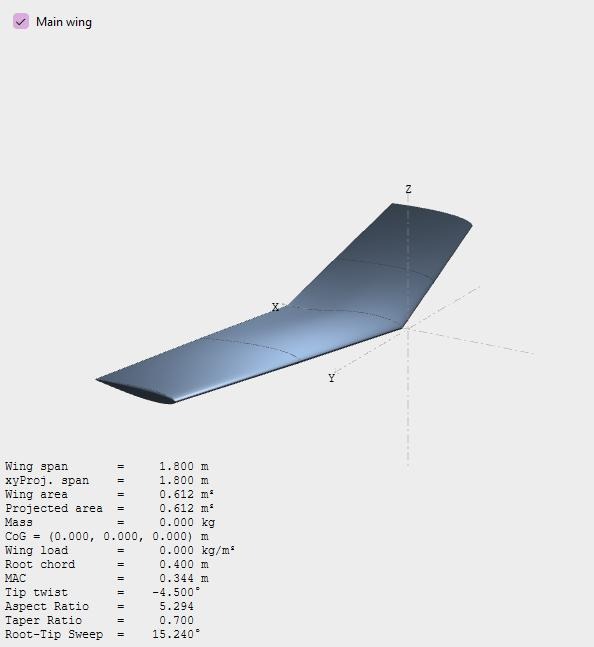 Main wing
Z
X
Y
Wing span = 1.800 m
xyProj. span = 1.800 m
Wing area = 0.612 m²
Projected area = 0.612 m²
Mass = 0.000 kg
CoG = (0.000, 0.000, 0.000) m
Wing load = 0.000 kg/m²
Root chord = 0.400 m
MAC = 0.344 m
Tip twist = -4.500°
Aspect Ratio = 5.294
Taper Ratio = 0.700
Root-Tip Sweep = 15.240°